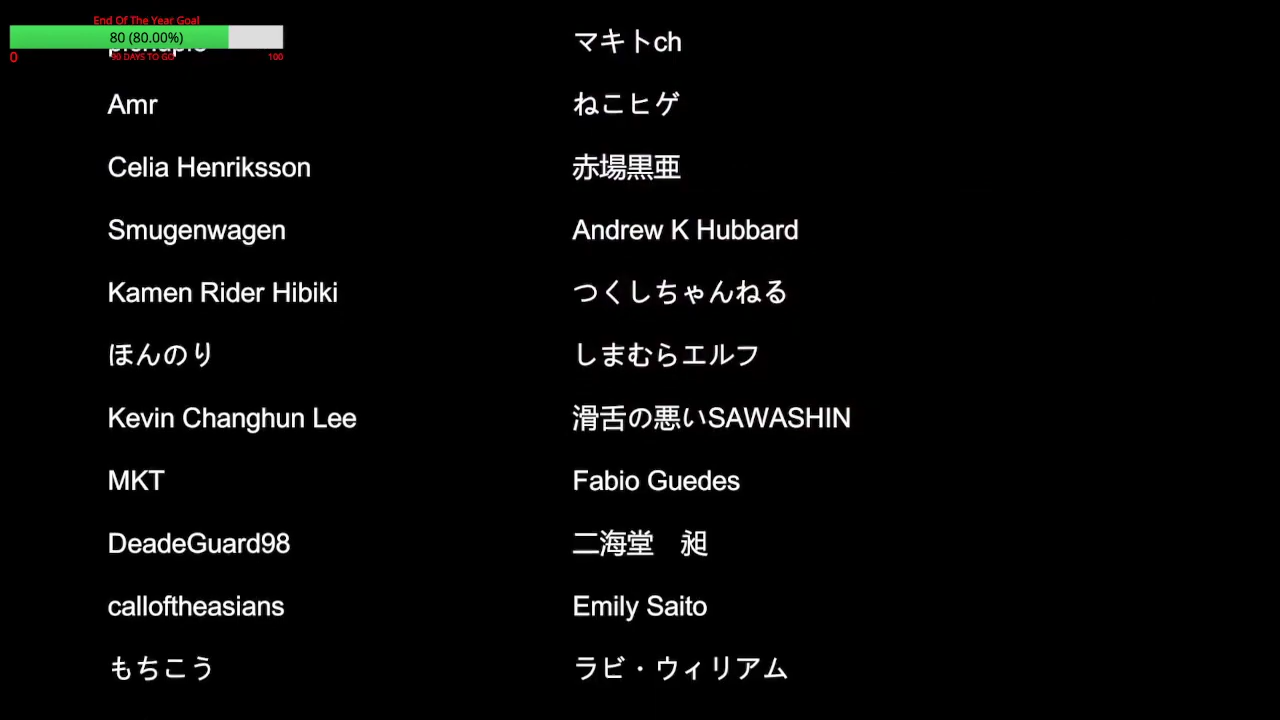 End Of The Year Goal
80 (80.00%)
0
90 DAYS TO GO
100
マキトch
Amr
ねこヒゲ
Celia Henriksson
赤場黒亜
Smugenwagen
Andrew K Hubbard
Kamen Rider Hibiki
つくしちゃんねる
ほんのり
しまむらエルフ
Kevin Changhun Lee
滑舌の悪いSAWASHIN
MKT
Fabio Guedes
DeadeGuard98
二海堂　昶
calloftheasians
Emily Saito
もちこう
ラビ・ウィリアム